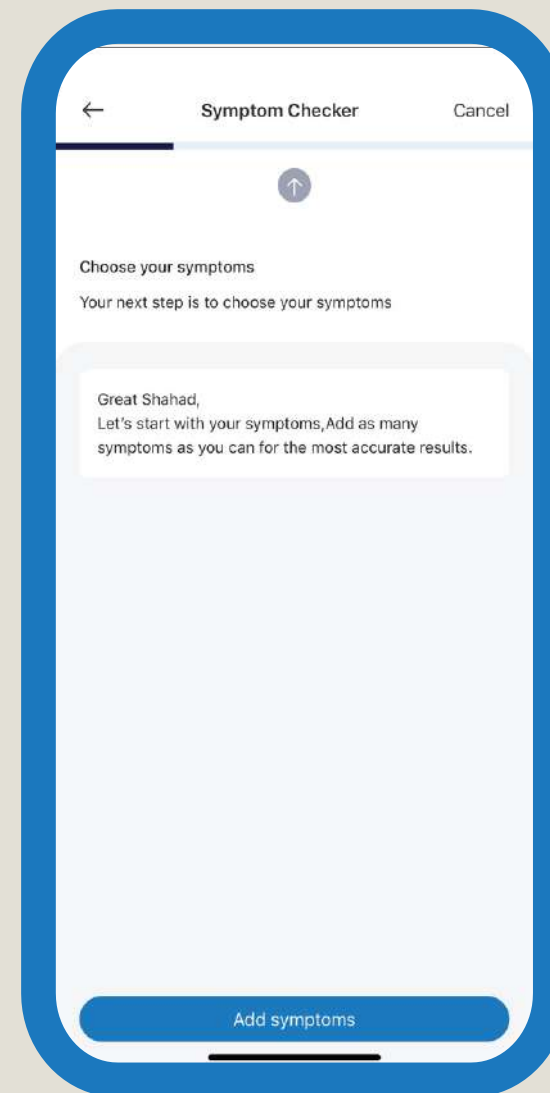 Symptom Checker Cancel
Choose your symptoms
Your next step is to choose your symptoms
Great Shahad,
Let's start with your symptoms,Add as many
symptoms as you can for the most accurate results.
Add symptoms